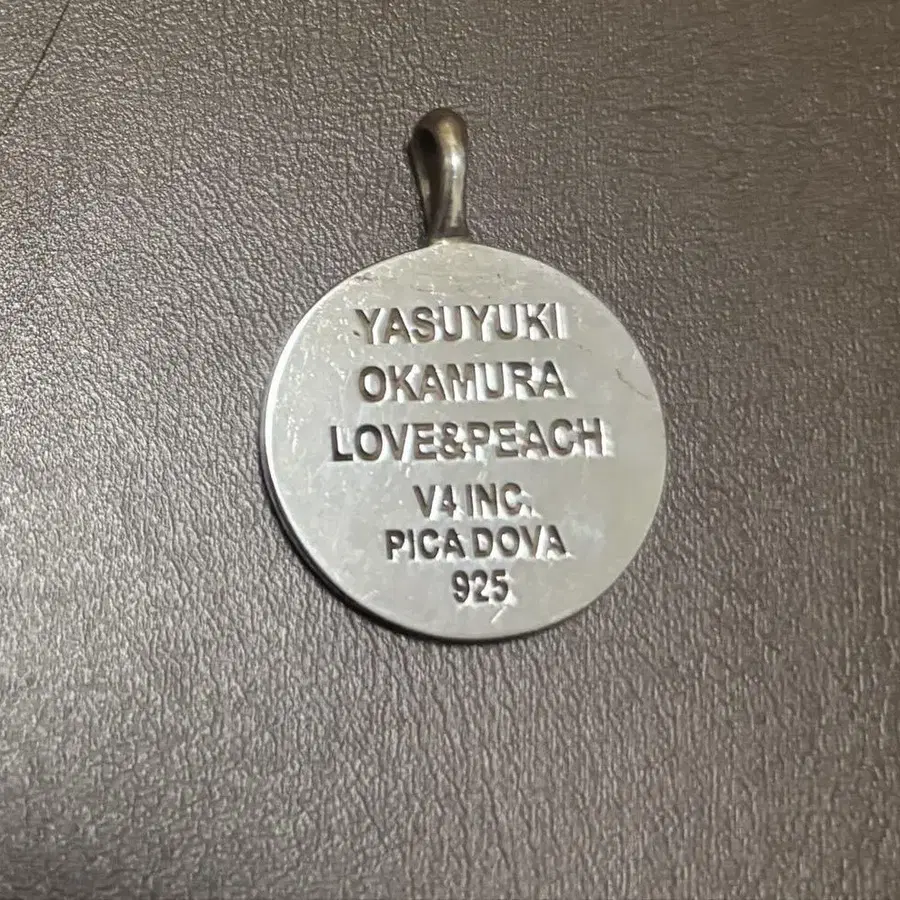 YASUYUKI
OKAMURA
LOVE&PEACH
V4 INC.
PICA DOVA
925